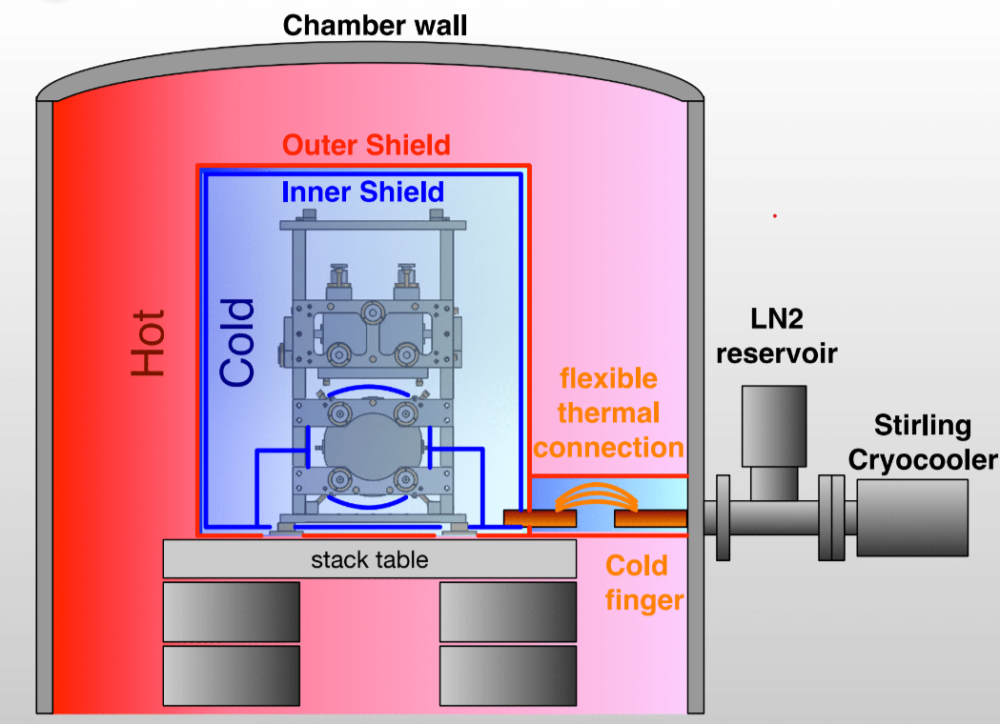 Chamber wall
Outer Shield
Inner Shield
Hot
Cold
LN2
reservoir
flexible
thermal
connection
Stirling
Cryocooler
stack table
Cold
finger